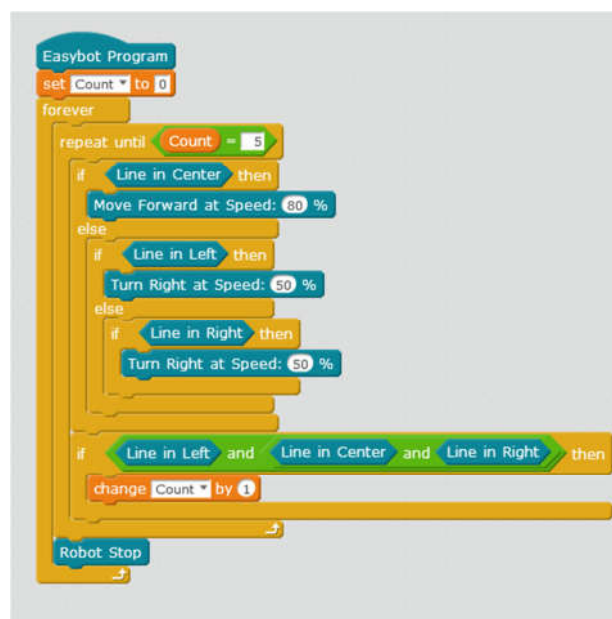 Easybot Program
set Count to 0
forever
repeat until Count = 5
if Line in Center then
Move Forward at Speed: 80 %
else
if Line in Left then
Turn Right at Speed: 50 %
else
if Line in Right then
Turn Right at Speed: 50 %
if Line in Left and Line in Center and Line in Right then
change Count by 1
Robot Stop